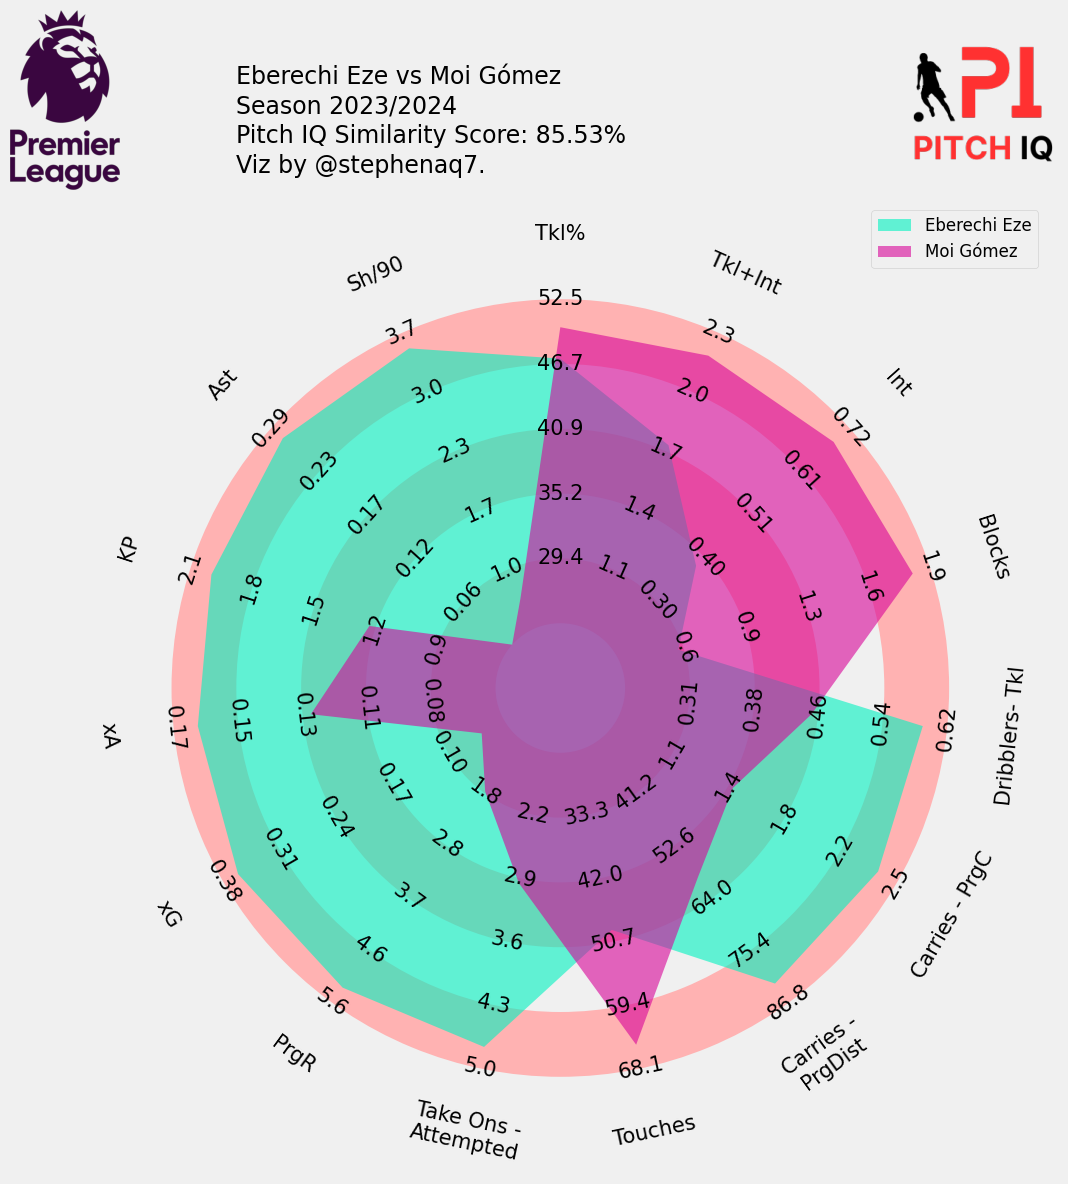 Premier
League
Eberechi Eze vs Moi Gómez
Season 2023/2024
Pitch IQ Similarity Score: 85.53%
Viz by @stephenaq7.
PI
PITCH IQ
Eberechi Eze
Moi Gómez
Tkl%
29.4
35.2
40.9
46.7
52.5
Tkl+Int
1.1
1.4
1.7
2.0
2.3
Int
0.30
0.40
0.51
0.61
0.72
Blocks
0.6
0.9
1.3
1.6
1.9
Dribblers- Tkl
0.31
0.38
0.46
0.54
0.62
Carries - PrgC
1.1
1.4
1.8
2.2
2.5
Carries -
PrgDist
41.2
52.6
64.0
75.4
86.8
Touches
33.3
42.0
50.7
59.4
68.1
Take Ons -
Attempted
2.2
2.9
3.6
4.3
5.0
PrgR
1.8
2.8
3.7
4.6
5.6
xG
0.10
0.17
0.24
0.31
0.38
xA
0.08
0.11
0.13
0.15
0.17
KP
0.9
1.2
1.5
1.8
2.1
Ast
0.06
0.12
0.17
0.23
0.29
Sh/90
1.0
1.7
2.3
3.0
3.7